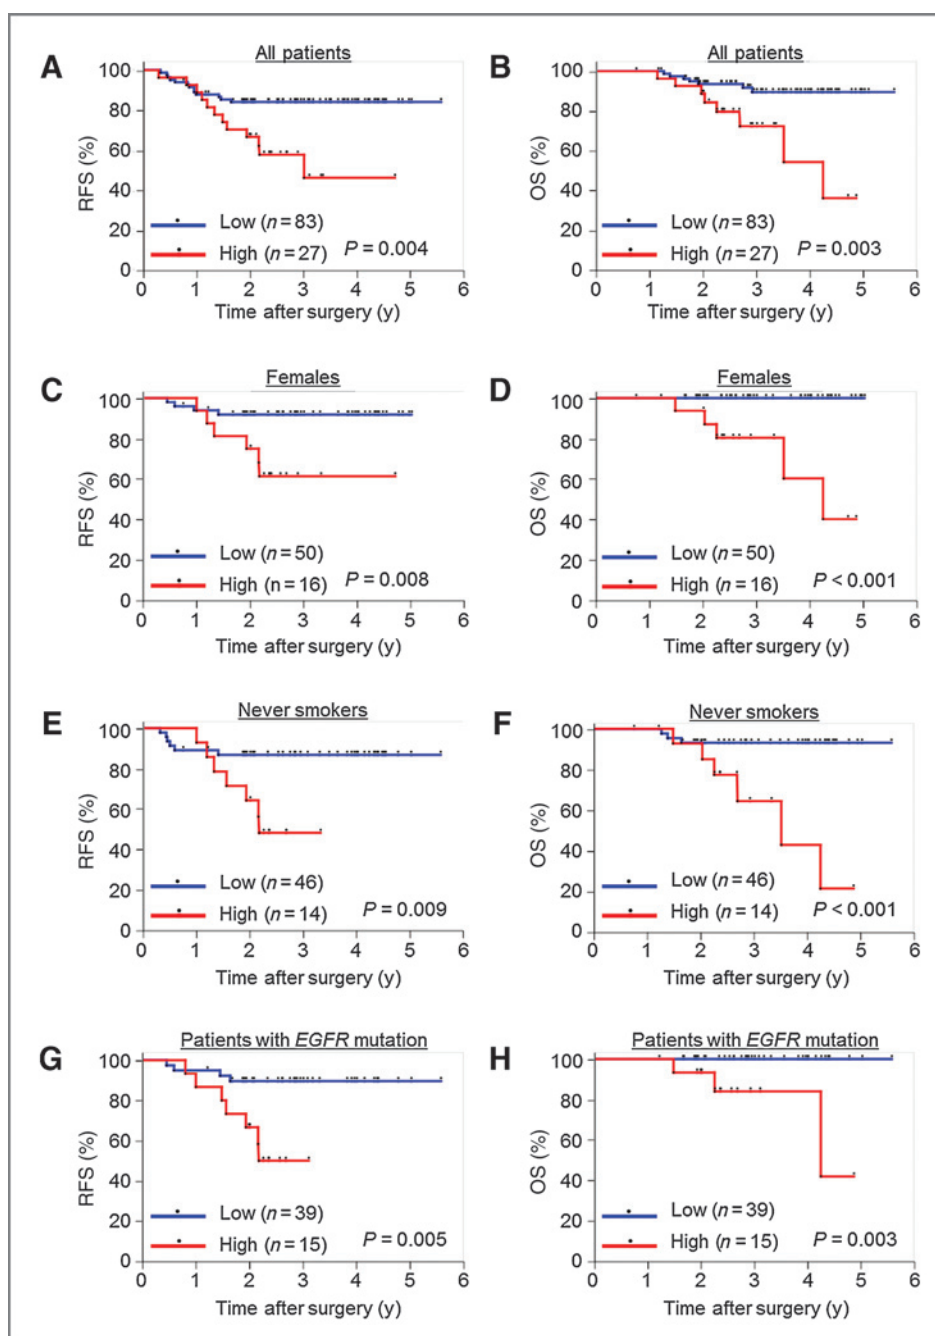 A
All patients
100
80
60
40
20
0
RFS (%)
Low (n = 83)
High (n = 27)
P = 0.004
0 1 2 3 4 5 6
Time after surgery (y)
B
All patients
100
80
60
40
20
0
OS (%)
Low (n = 83)
High (n = 27)
P = 0.003
0 1 2 3 4 5 6
Time after surgery (y)
C
Females
100
80
60
40
20
0
RFS (%)
Low (n = 50)
High (n = 16)
P = 0.008
0 1 2 3 4 5 6
Time after surgery (y)
D
Females
100
80
60
40
20
0
OS (%)
Low (n = 50)
High (n = 16)
P < 0.001
0 1 2 3 4 5 6
Time after surgery (y)
E
Never smokers
100
80
60
40
20
0
RFS (%)
Low (n = 46)
High (n = 14)
P = 0.009
0 1 2 3 4 5 6
Time after surgery (y)
F
Never smokers
100
80
60
40
20
0
OS (%)
Low (n = 46)
High (n = 14)
P < 0.001
0 1 2 3 4 5 6
Time after surgery (y)
G
Patients with EGFR mutation
100
80
60
40
20
0
RFS (%)
Low (n = 39)
High (n = 15)
P = 0.005
0 1 2 3 4 5 6
Time after surgery (y)
H
Patients with EGFR mutation
100
80
60
40
20
0
OS (%)
Low (n = 39)
High (n = 15)
P = 0.003
0 1 2 3 4 5 6
Time after surgery (y)